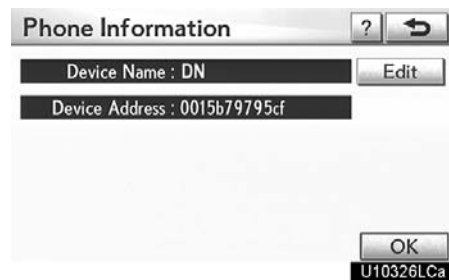 Phone Information ?
Device Name : DN Edit
Device Address : 0015b79795cf
OK
U10326LCa